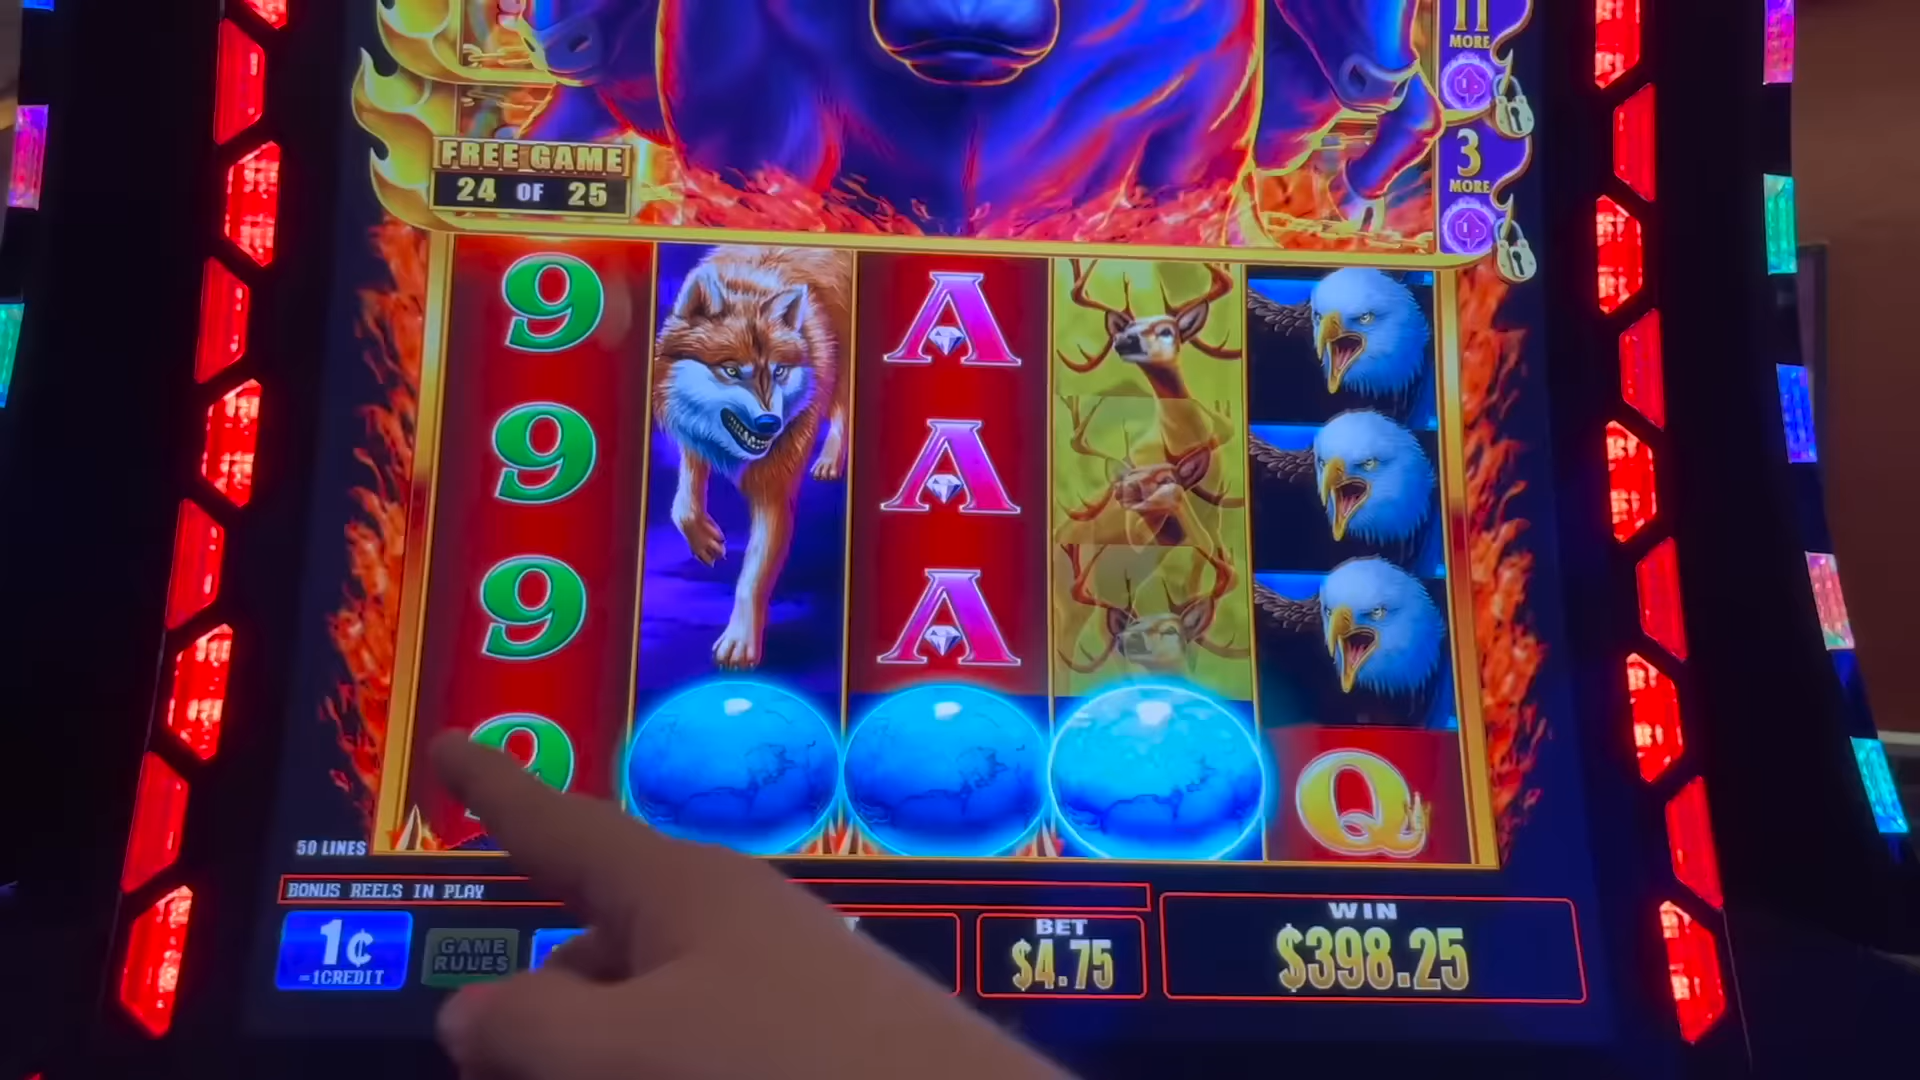 11
MORE
FREE GAME
24 OF 25
3
MORE
9 A
9 A
9 A
9 Q
50 LINES
BONUS REELS IN PLAY
1¢
=1CREDIT
GAME
RULES
BET
$4.75
WIN
$398.25